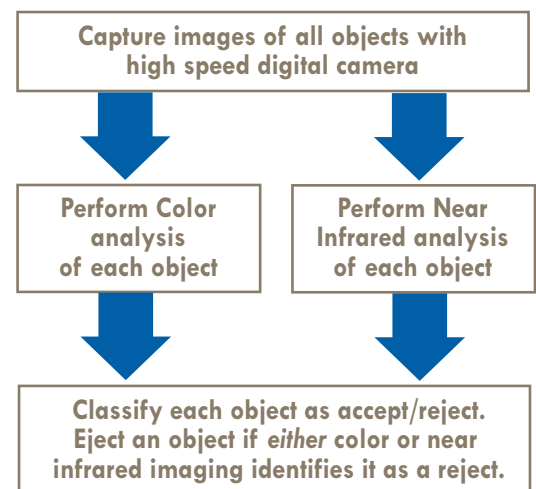 Capture images of all objects with
high speed digital camera
Perform Color
analysis
of each object
Perform Near
Infrared analysis
of each object
Classify each object as accept/reject.
Eject an object if either color or near
infrared imaging identifies it as a reject.